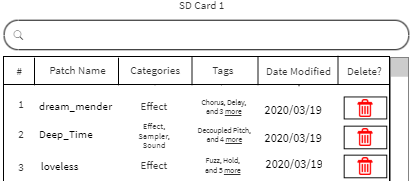 SD Card 1
# Patch Name Categories Tags Date Modified Delete?
1 dream_mender Effect Chorus, Delay, and 3 more 2020/03/19
2 Deep_Time Effect, Sampler, Sound Decoupled Pitch, and 4 more 2020/03/19
3 loveless Effect Fuzz, Hold, and 5 more 2020/03/19